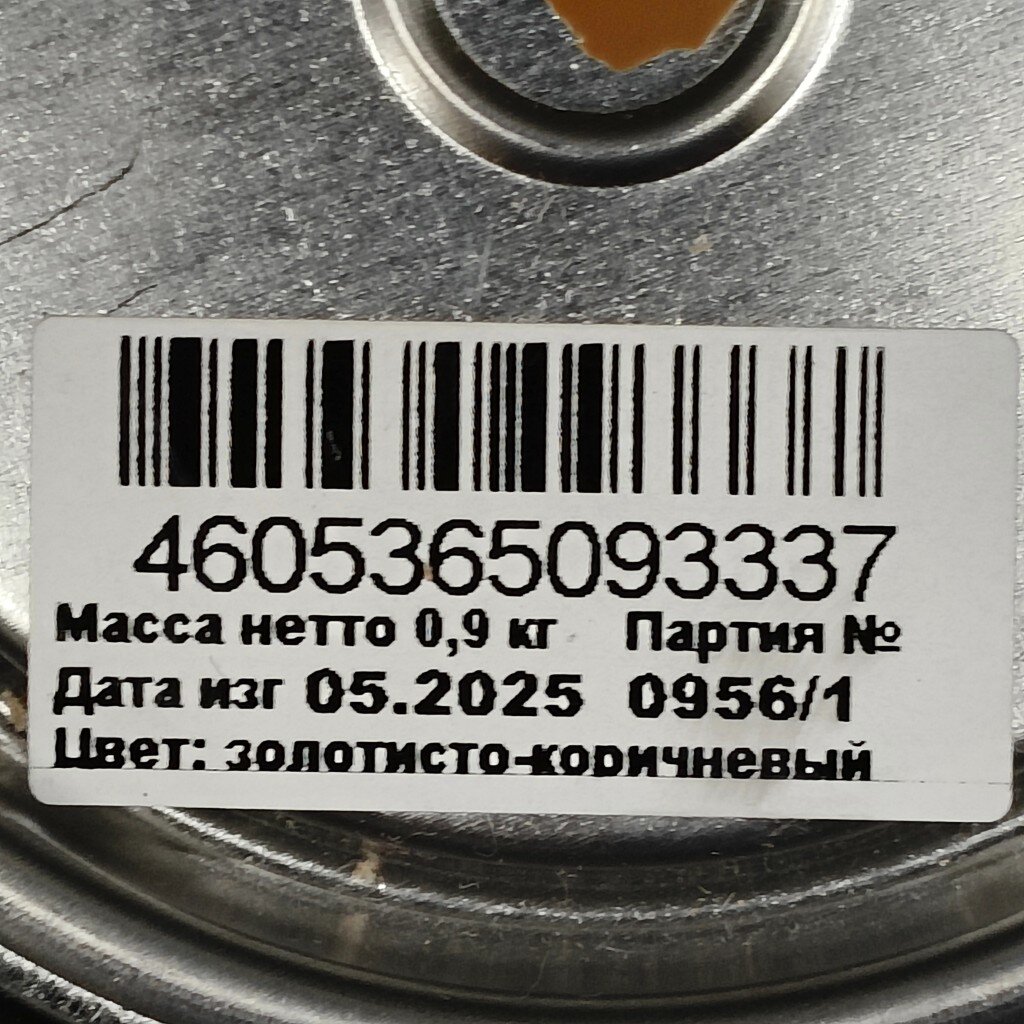 4605365093337
Масса нетто 0,9 кг Партия №
Дата изг 05.2025 0956/1
Цвет: золотисто-коричневый